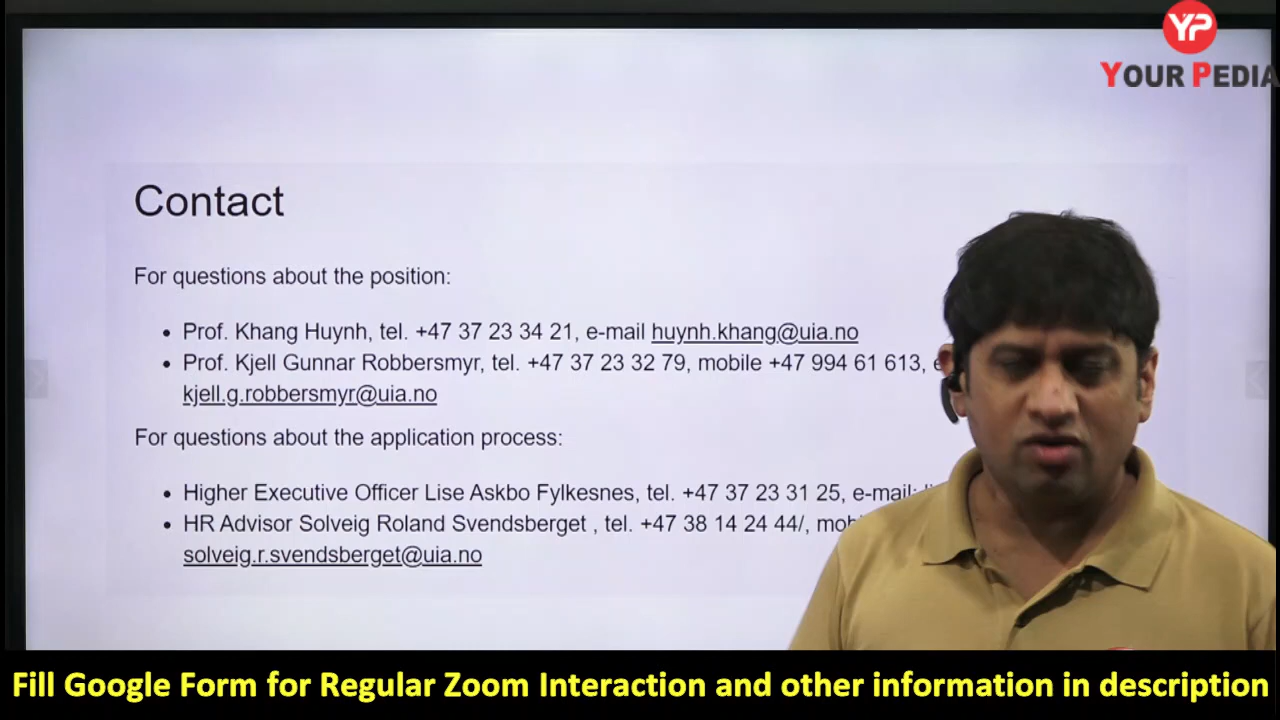 YP
YOUR PEDIA
Contact
For questions about the position:
• Prof. Khang Huynh, tel. +47 37 23 34 21, e-mail huynh.khang@uia.no
• Prof. Kjell Gunnar Robbersmyr, tel. +47 37 23 32 79, mobile +47 994 61 613,
kjell.g.robbersmyr@uia.no
For questions about the application process:
• Higher Executive Officer Lise Askbo Fylkesnes, tel. +47 37 23 31 25, e-mail:
• HR Advisor Solveig Roland Svendsberget , tel. +47 38 14 24 44/,
solveig.r.svendsberget@uia.no
Fill Google Form for Regular Zoom Interaction and other information in description